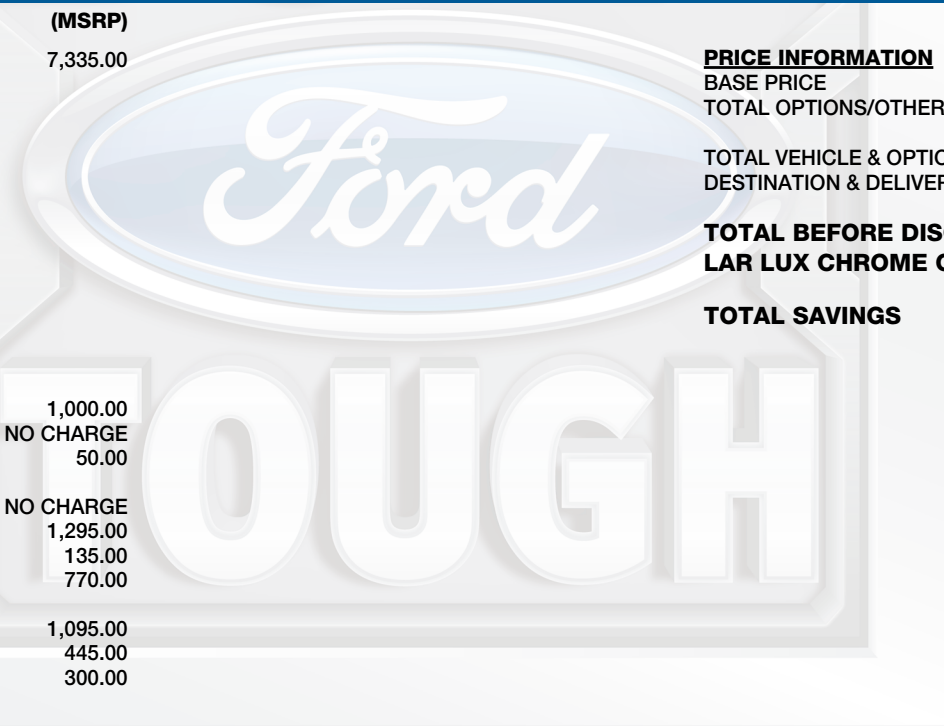 (MSRP)
7,335.00
1,000.00
NO CHARGE
50.00
NO CHARGE
1,295.00
135.00
770.00
1,095.00
445.00
300.00
PRICE INFORMATION
BASE PRICE
TOTAL OPTIONS/OTHER
TOTAL VEHICLE & OPTIO
DESTINATION & DELIVER
TOTAL BEFORE DIS
LAR LUX CHROME
TOTAL SAVINGS
Ford
TOUGH